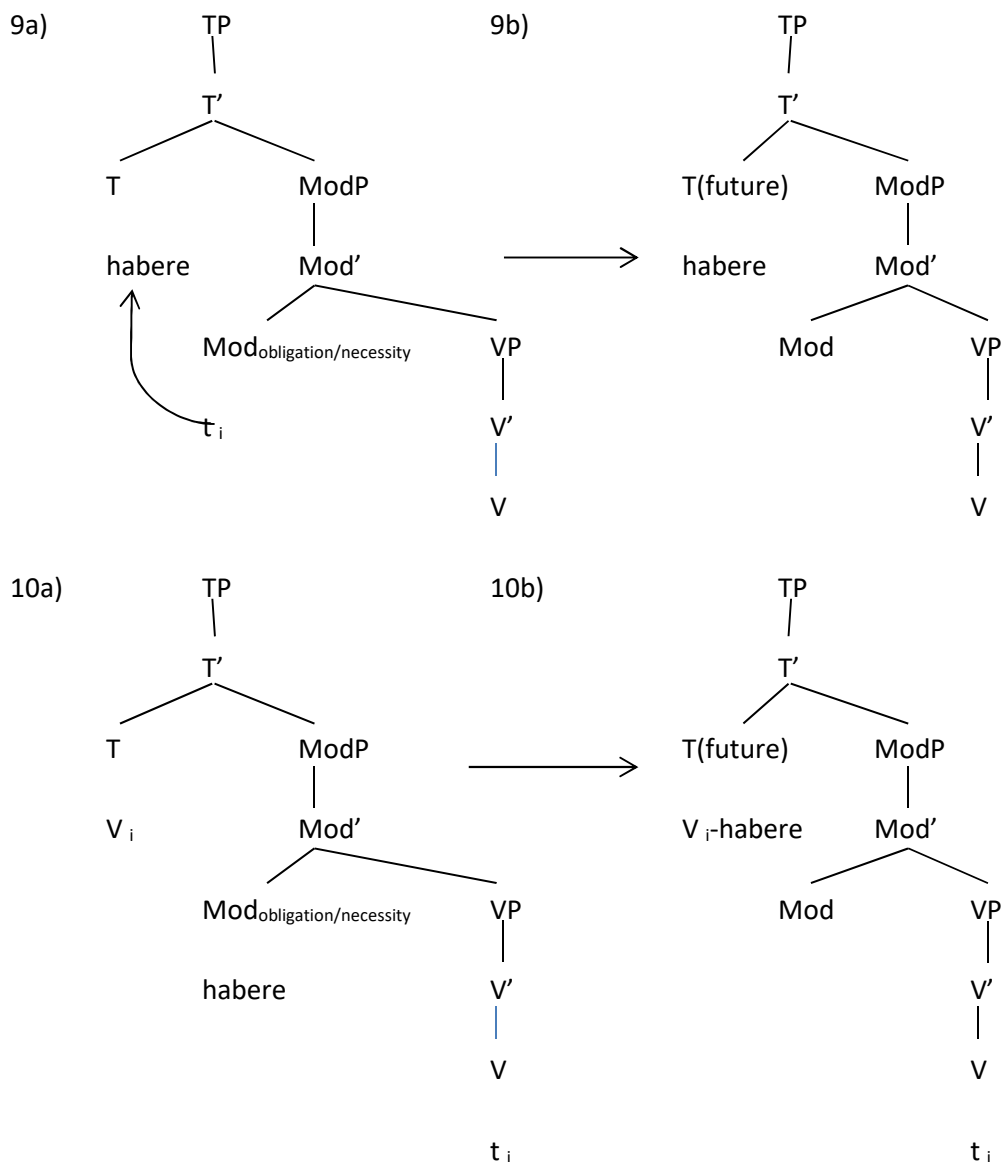 9a) TP 9b) TP
T’ T’
T ModP T(future) ModP
habere Mod’ habere Mod’
Modobligation/necessity VP Mod VP
t i V’ V’
V V
10a) TP 10b) TP
T’ T’
T ModP T(future) ModP
V i Mod’ V i-habere Mod’
Modobligation/necessity VP Mod VP
habere V’ V’
V V
t i t i